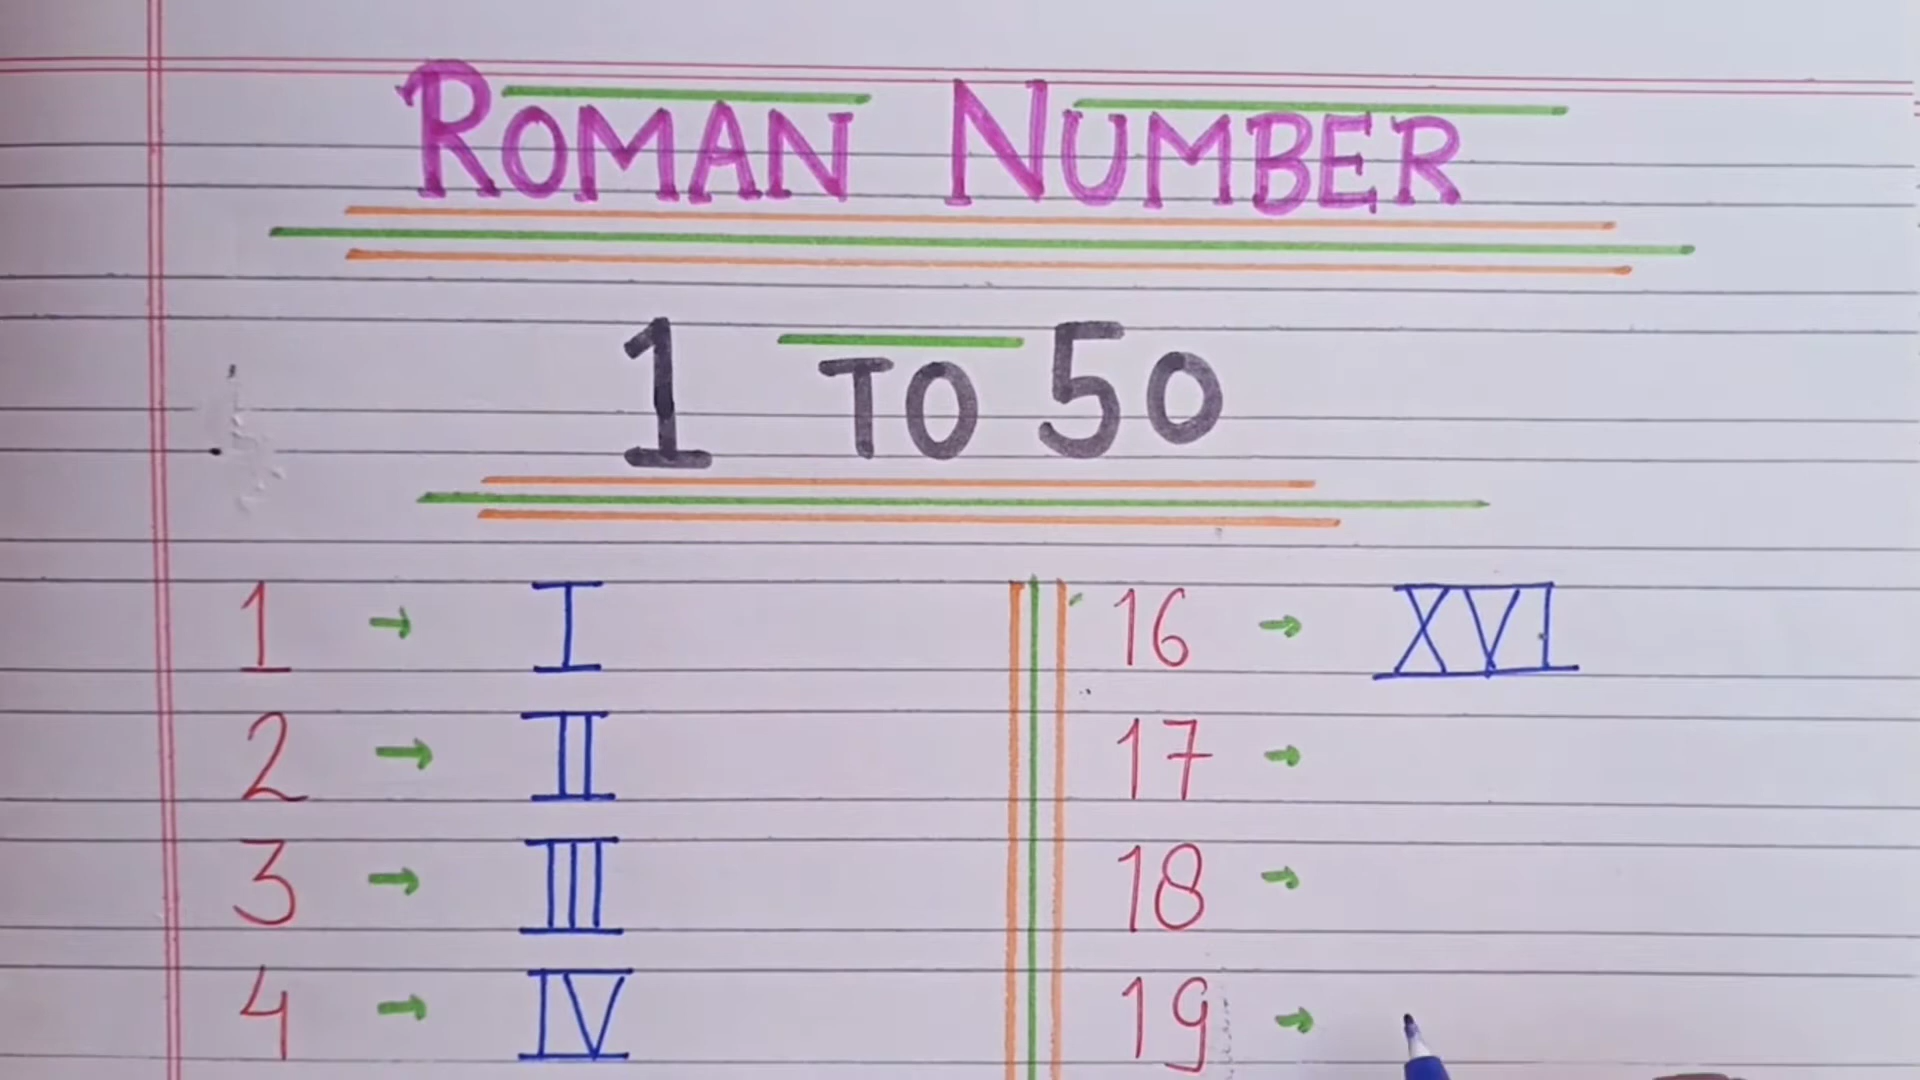 ROMAN NUMBER
1 TO 50
1 → I
2 → II
3 → III
4 → IV
16 → XVI
17 →
18 →
19 →